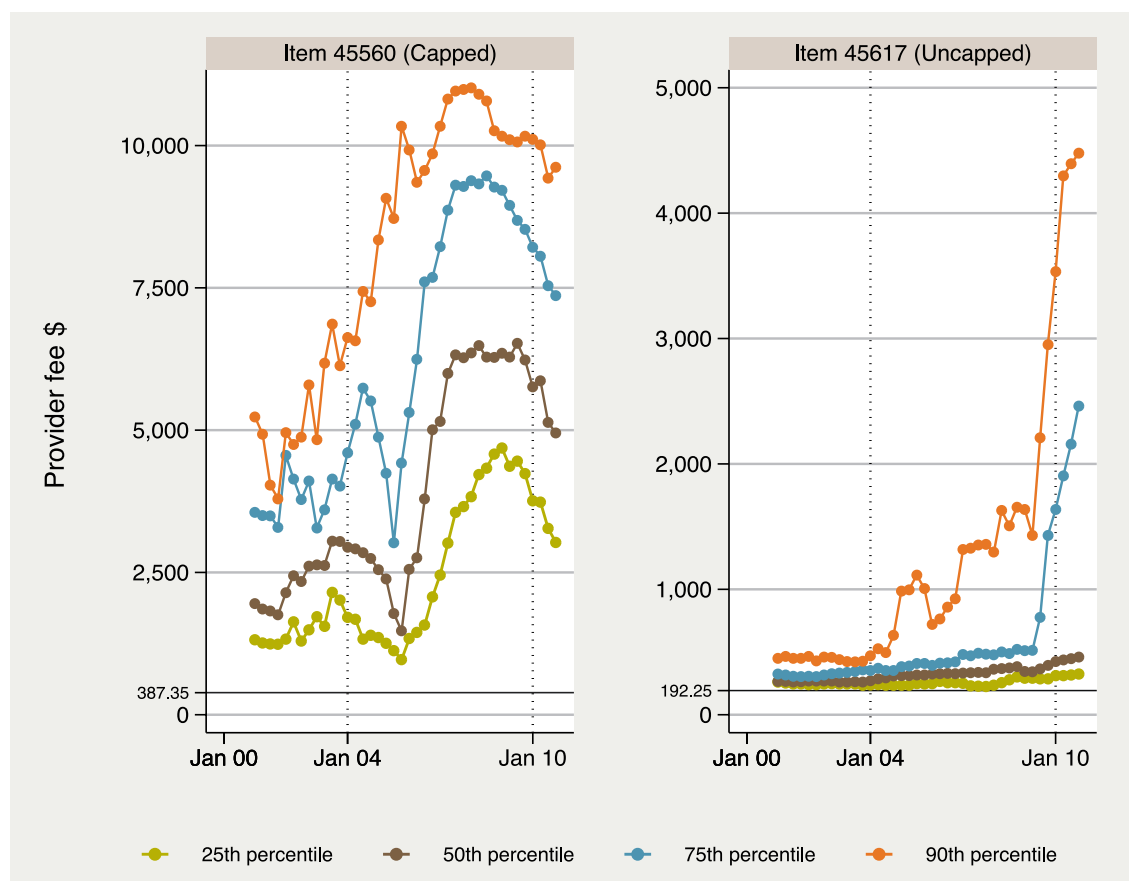 Item 45560 (Capped)
Item 45617 (Uncapped)
Provider fee $
10,000
7,500
5,000
2,500
387.35
0
Jan 00
Jan 04
Jan 10
5,000
4,000
3,000
2,000
1,000
192.25
0
Jan 00
Jan 04
Jan 10
25th percentile
50th percentile
75th percentile
90th percentile